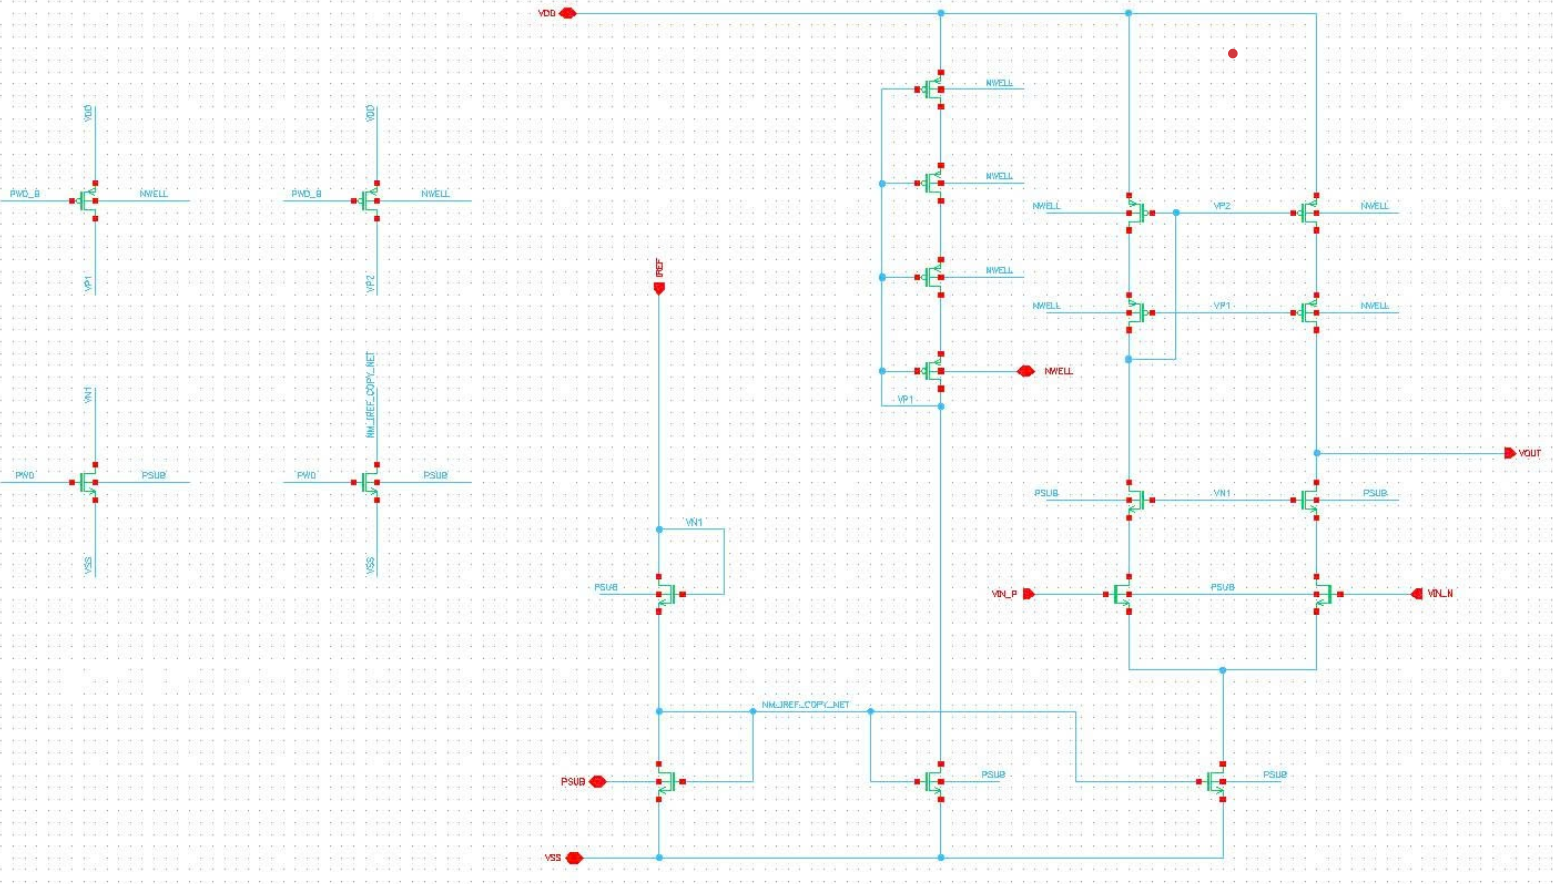 VDD
NWELL
VDD
VDD
NWELL
PWD_B
NWELL
PWD_B
NWELL
NWELL
VP2
NWELL
IREF
NWELL
VP1
VP2
NWELL
VP1
NWELL
NWELL
VP1
VN1
NM_IREF_COPY_NET
VOUT
PWD
PSUB
PWD
PSUB
PSUB
VN1
PSUB
VN1
VSS
VSS
PSUB
VIN_P
PSUB
VIN_N
NM_IREF_COPY_NET
PSUB
PSUB
PSUB
VSS